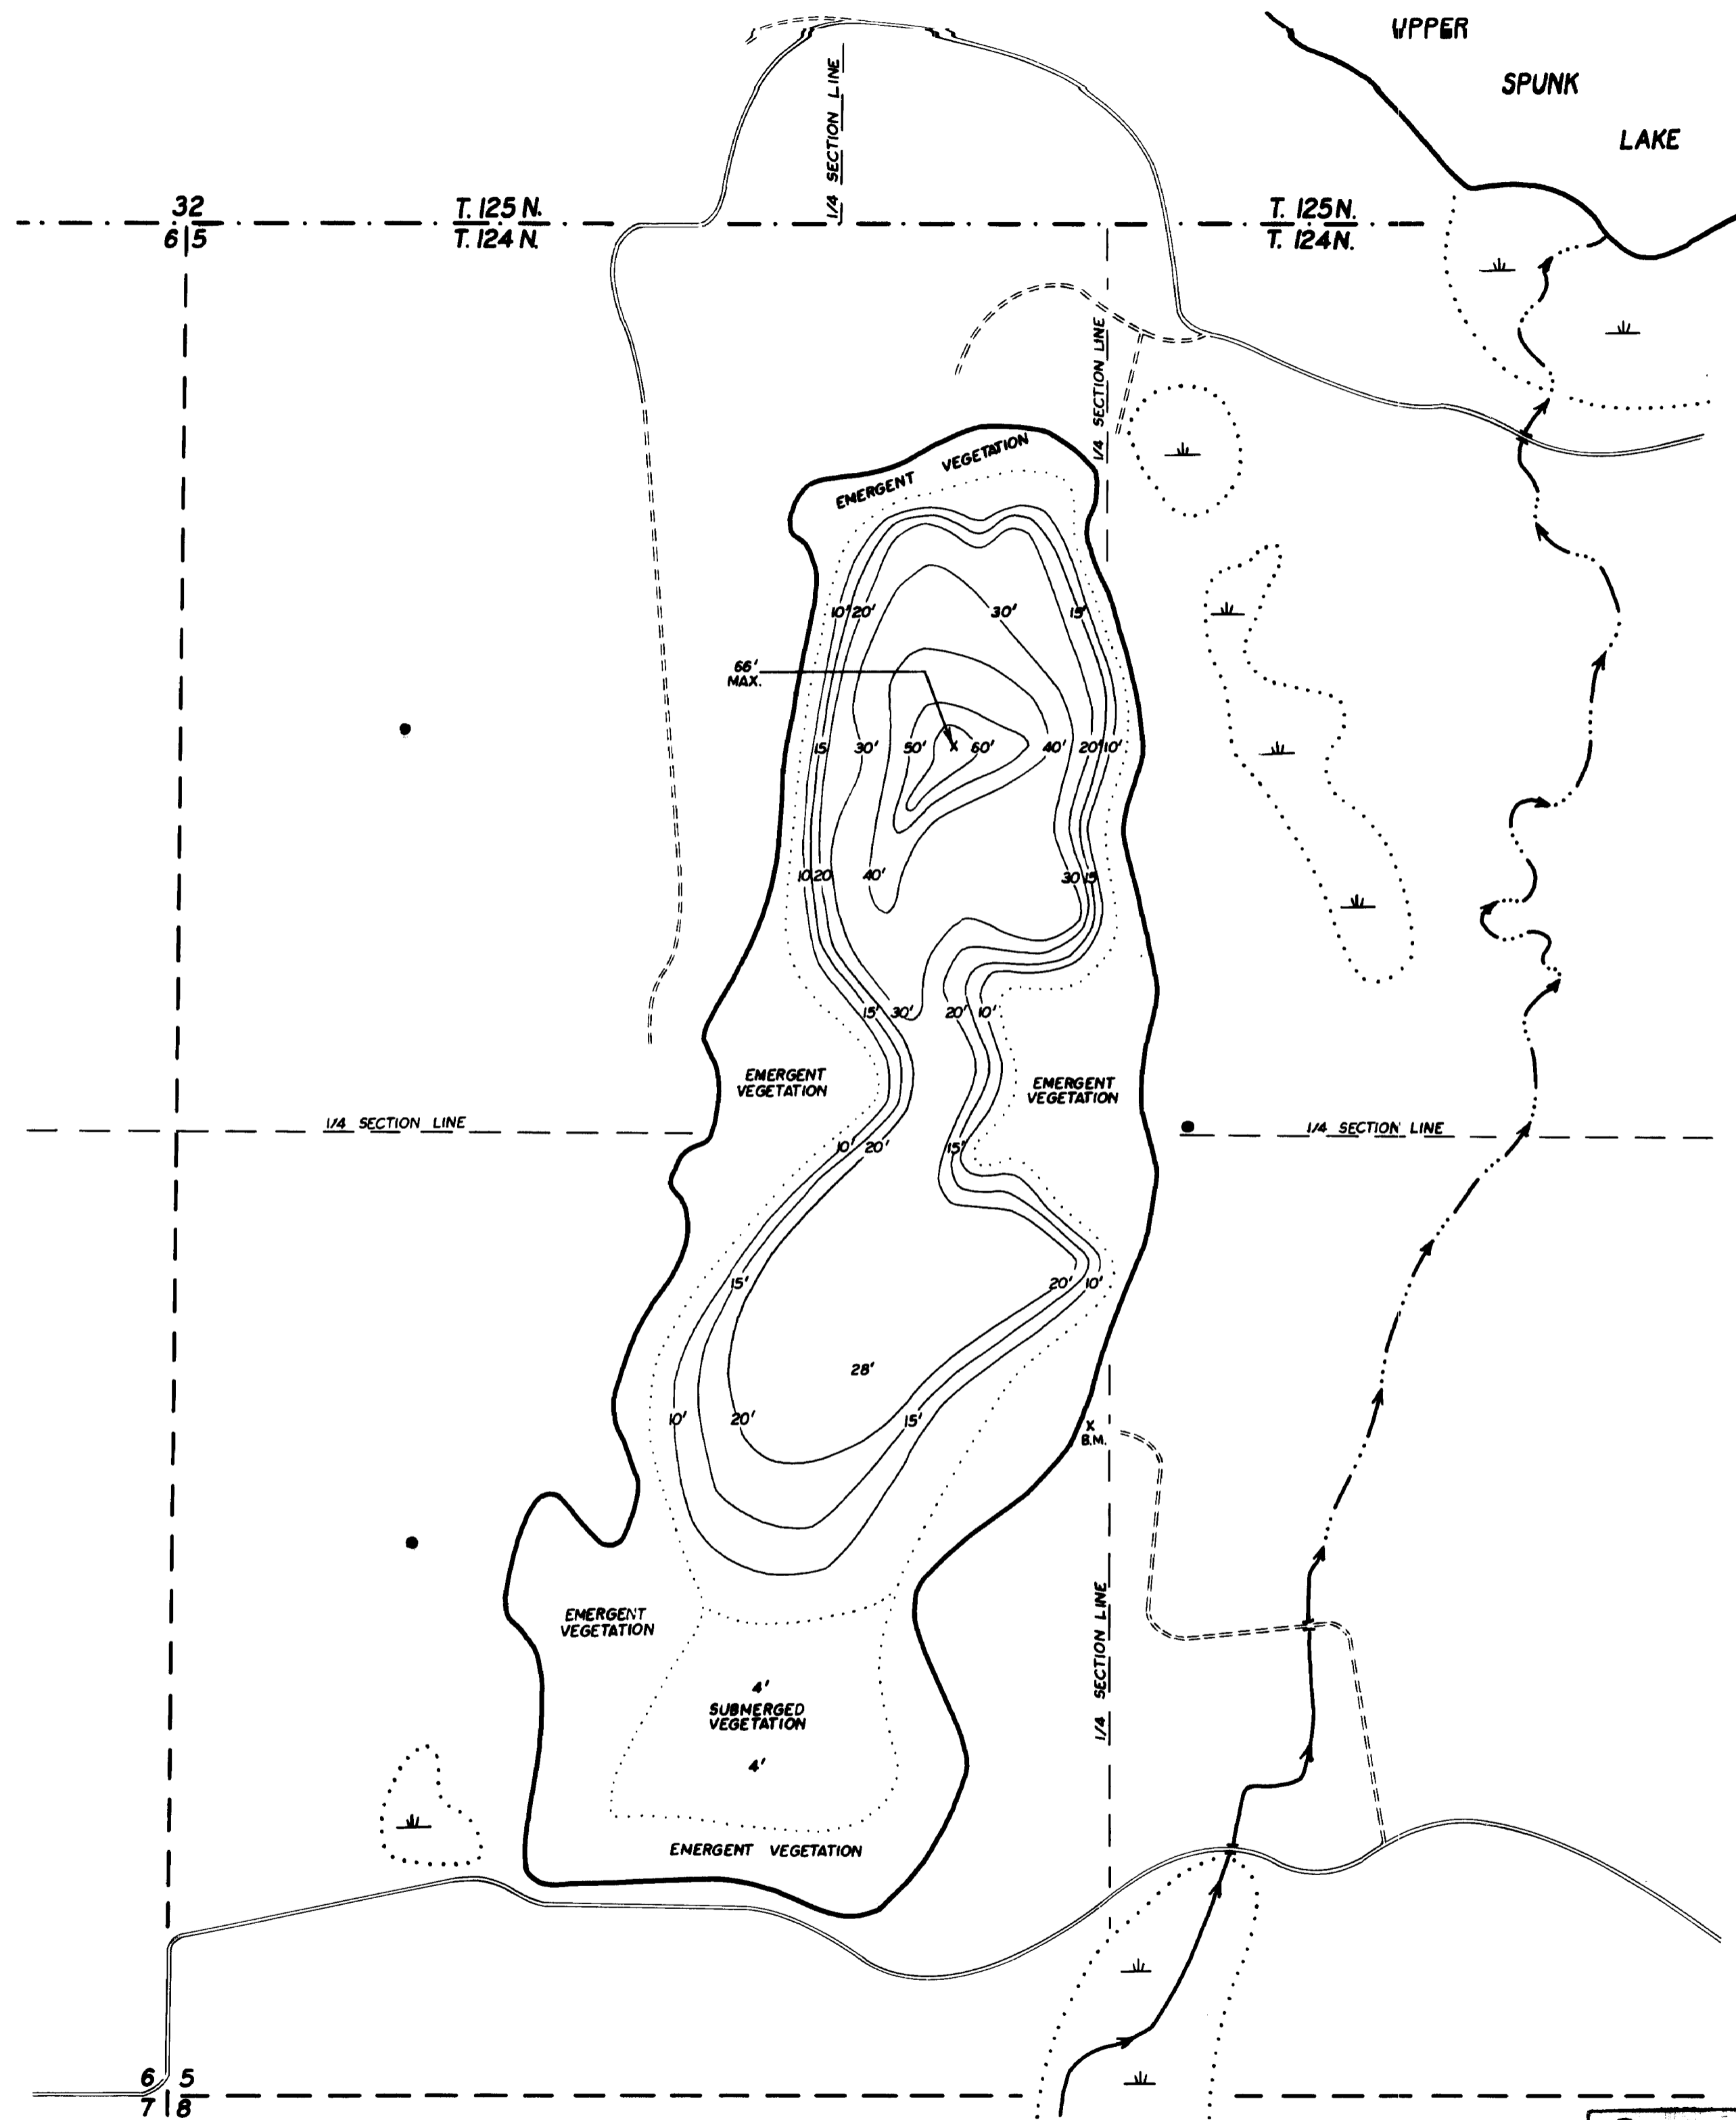 UPPER
SPUNK
LAKE
1/4 SECTION LINE
32
6|5
T. 125 N.
T. 124 N.
T. 125 N.
T. 124 N.
1/4 SECTION LINE
EMERGENT VEGETATION
10' 20'
30'
15'
66'
MAX.
15 30' 50' X 60' 40' 20' 10'
10 20 40' 30 15
15' 30' 20' 10'
EMERGENT
VEGETATION
EMERGENT
VEGETATION
1/4 SECTION LINE
1/4 SECTION LINE
10' 20' 15'
15' 20' 10'
28'
10' 20' 15'
X
B.M.
EMERGENT
VEGETATION
1/4 SECTION LINE
4'
SUBMERGED
VEGETATION
4'
EMERGENT VEGETATION
6 5
7 8